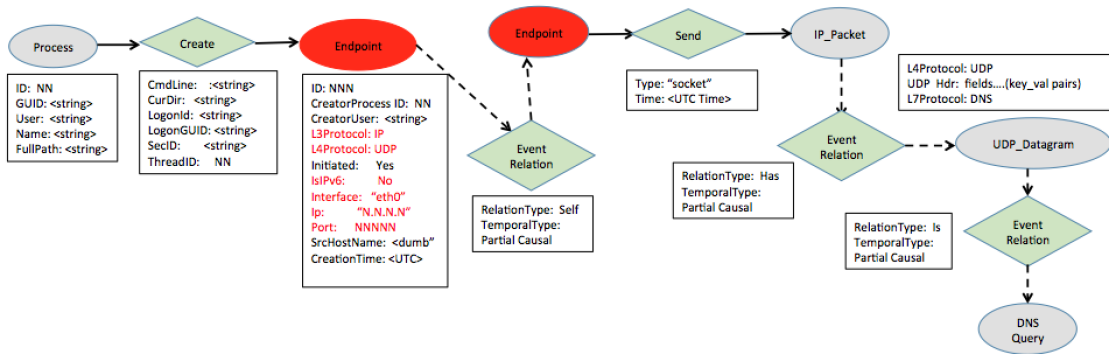 Process
Create
Endpoint
Endpoint
Send
IP_Packet
ID: NN
GUID: <string>
User: <string>
Name: <string>
FullPath: <string>
CmdLine: :<string>
CurDir: <string>
LogonId: <string>
LogonGUID: <string>
SecID: <string>
ThreadID: NN
ID: NNN
CreatorProcess ID: NN
CreatorUser: <string>
L3Protocol: IP
L4Protocol: UDP
Initiated: Yes
IsIPv6: No
Interface: “eth0”
Ip: “N.N.N.N”
Port: NNNNN
SrcHostName: <dumb”
CreationTime: <UTC>
Event
Relation
RelationType: Self
TemporalType:
Partial Causal
Type: “socket”
Time: <UTC Time>
L4Protocol: UDP
UDP Hdr: fields....(key_val pairs)
L7Protocol: DNS
Event
Relation
UDP_Datagram
RelationType: Has
TemporalType:
Partial Causal
RelationType: Is
TemporalType:
Partial Causal
Event
Relation
DNS
Query